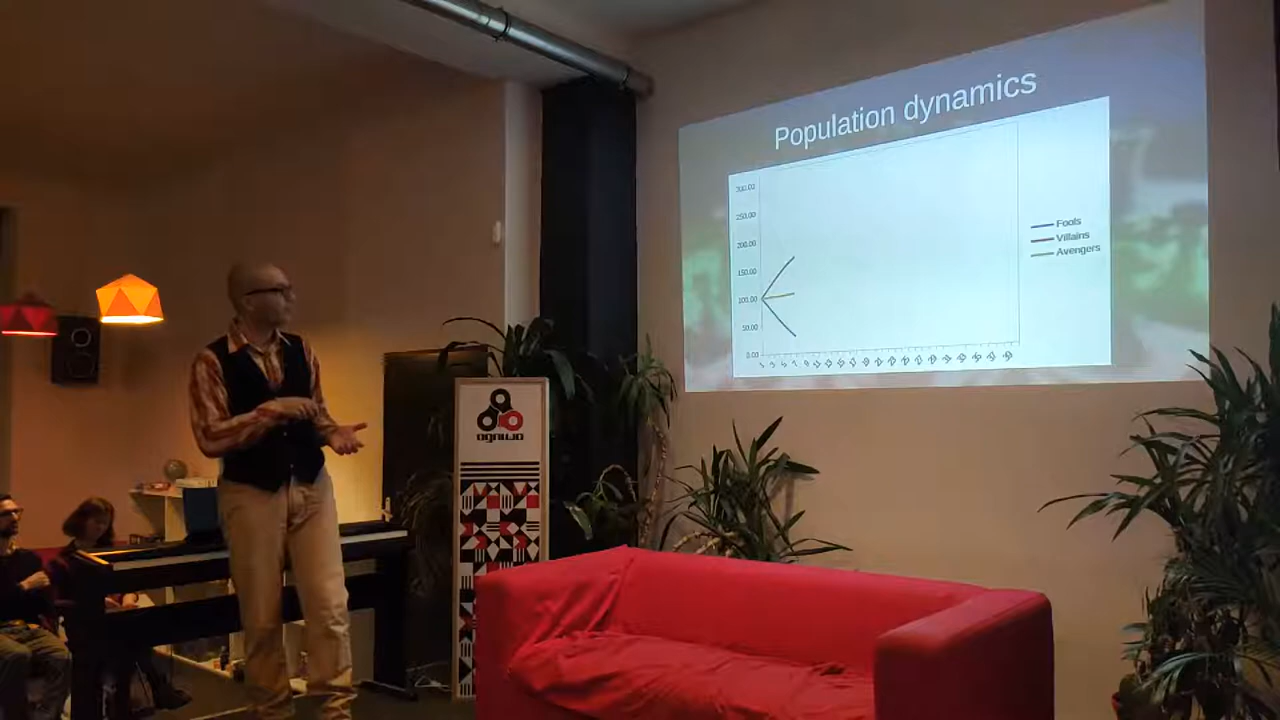 Population dynamics
300.00
250.00
200.00
150.00
100.00
50.00
0.00
Fools
Villains
Avengers
ogniwo